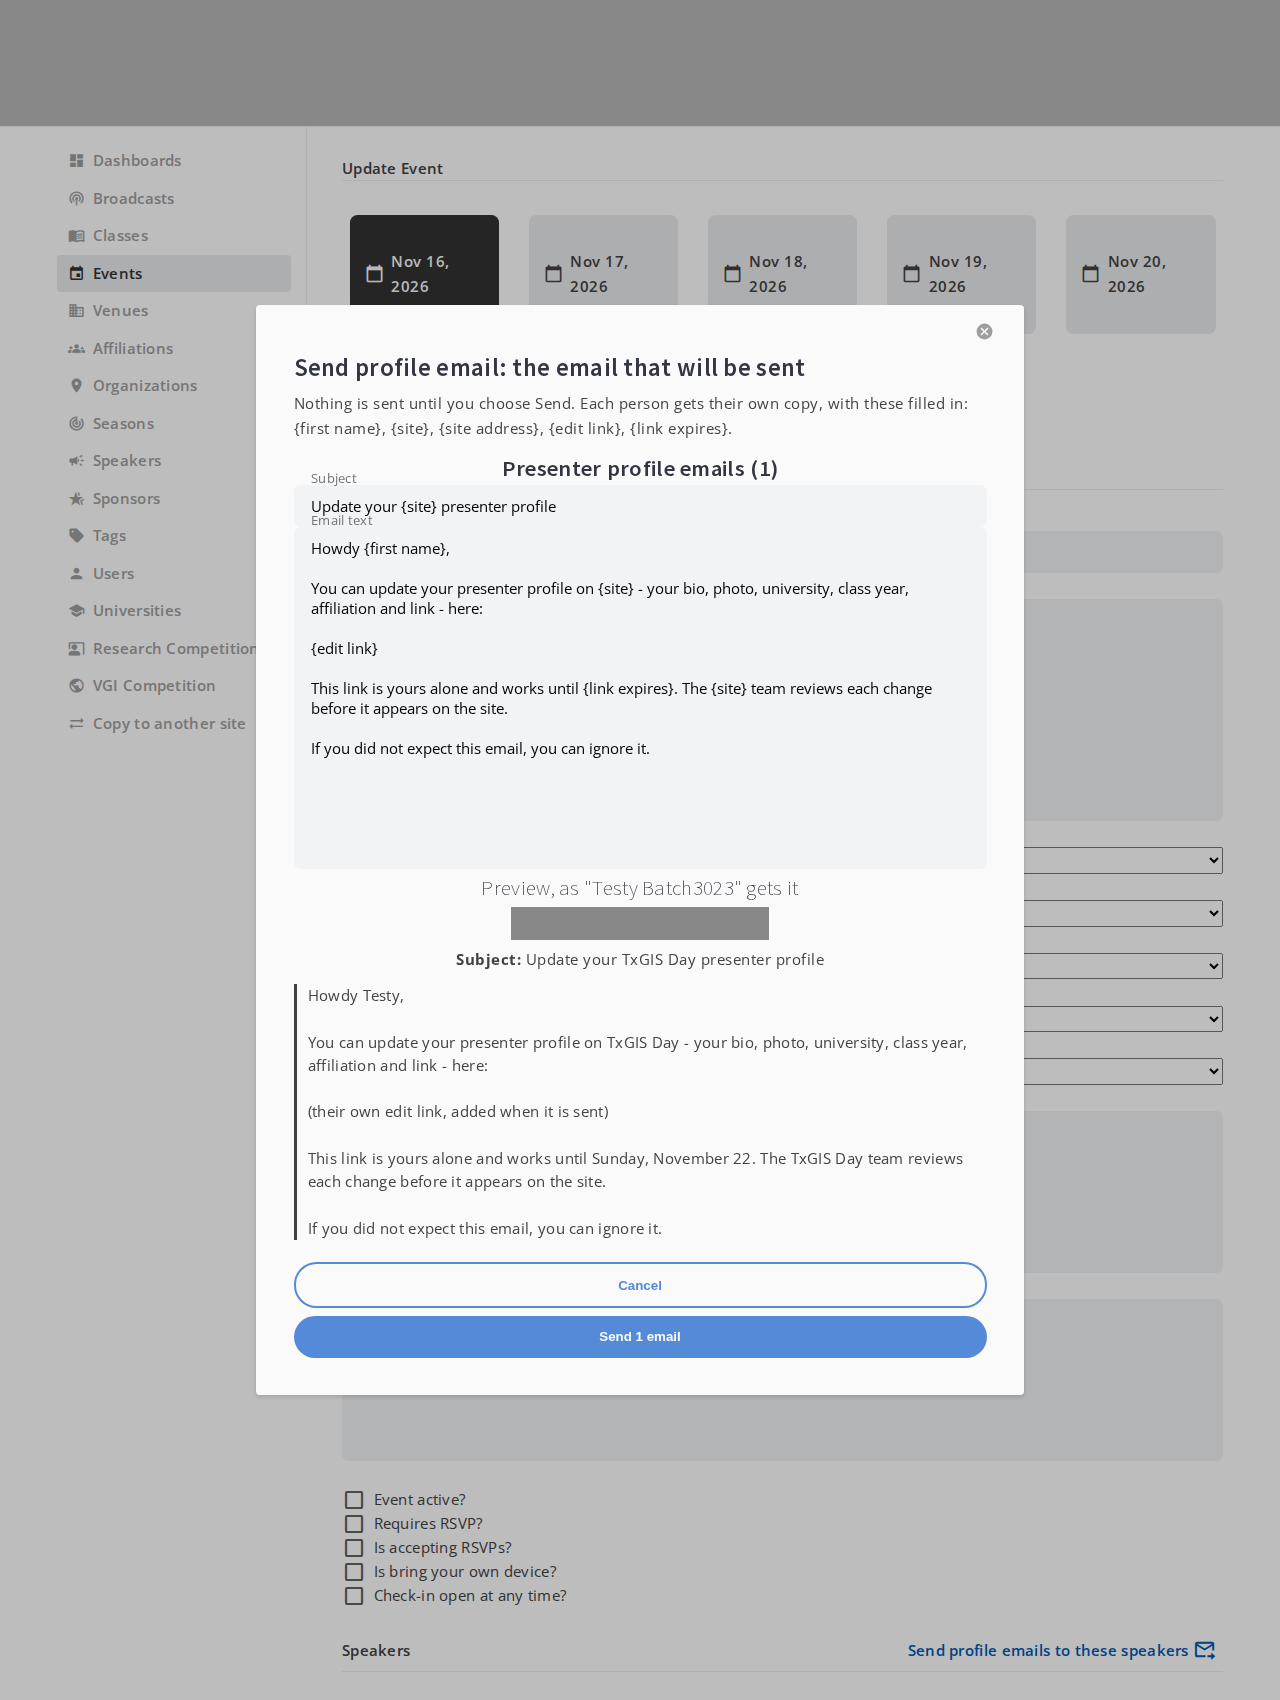 Dashboards
Broadcasts
Classes
Events
Venues
Affiliations
Organizations
Seasons
Speakers
Sponsors
Tags
Users
Universities
Research Competition
VGI Competition
Copy to another site
Update Event
Nov 16,
2026
Nov 17,
2026
Nov 18,
2026
Nov 19,
2026
Nov 20,
2026
Send profile email: the email that will be sent
Nothing is sent until you choose Send. Each person gets their own copy, with these filled in:
{first name}, {site}, {site address}, {edit link}, {link expires}.
Presenter profile emails (1)
Subject
Update your {site} presenter profile
Email text
Howdy {first name},
You can update your presenter profile on {site} - your bio, photo, university, class year,
affiliation and link - here:
{edit link}
This link is yours alone and works until {link expires}. The {site} team reviews each change
before it appears on the site.
If you did not expect this email, you can ignore it.
Preview, as "Testy Batch3023" gets it
Subject: Update your TxGIS Day presenter profile
Howdy Testy,
You can update your presenter profile on TxGIS Day - your bio, photo, university, class year,
affiliation and link - here:
(their own edit link, added when it is sent)
This link is yours alone and works until Sunday, November 22. The TxGIS Day team reviews
each change before it appears on the site.
If you did not expect this email, you can ignore it.
Cancel
Send 1 email
Event active?
Requires RSVP?
Is accepting RSVPs?
Is bring your own device?
Check-in open at any time?
Speakers
Send profile emails to these speakers